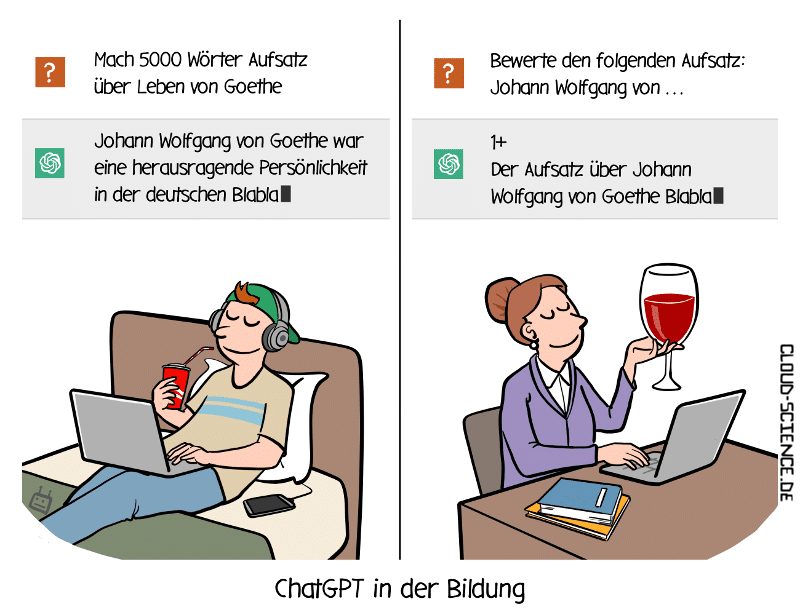 ?
Mach 5000 Wörter Aufsatz
über Leben von Goethe
Johann Wolfgang von Goethe war
eine herausragende Persönlichkeit
in der deutschen Blabla
?
Bewerte den folgenden Aufsatz:
Johann Wolfgang von ...
1+
Der Aufsatz über Johann
Wolfgang von Goethe Blabla
CLOUD-SCIENCE.DE
ChatGPT in der Bildung